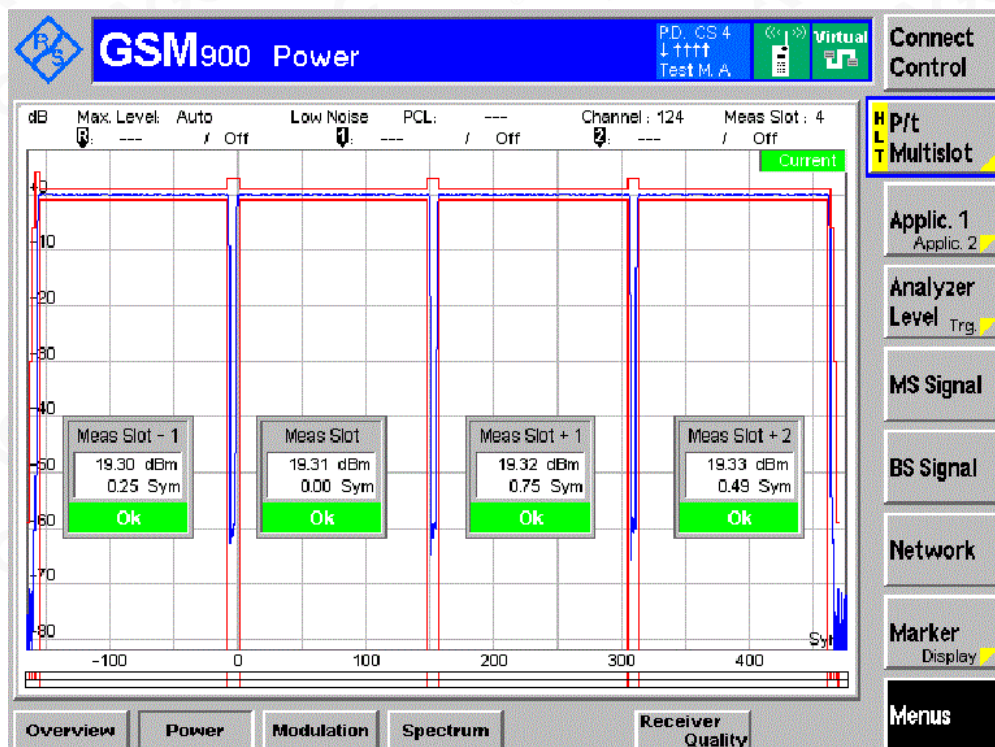 R S
GSM900 Power
P.D. CS 4
↓ ↑↑↑↑
Test M. A
Virtual
Connect
Control
dB Max. Level: Auto Low Noise PCL: --- Channel : 124 Meas Slot : 4
R: --- / Off 1: --- / Off 2: --- / Off
Current
HLT
P/t
Multislot
Applic. 1
Applic. 2
Analyzer
Level Trg.
MS Signal
BS Signal
Network
Marker
Display
Menus
+0
-10
-20
-30
-40
-50
-60
-70
-80
Meas Slot - 1
19.30 dBm
0.25 Sym
Ok
Meas Slot
19.31 dBm
0.00 Sym
Ok
Meas Slot + 1
19.32 dBm
0.75 Sym
Ok
Meas Slot + 2
19.33 dBm
0.49 Sym
Ok
-100 0 100 200 300 400
Overview Power Modulation Spectrum Receiver Quality